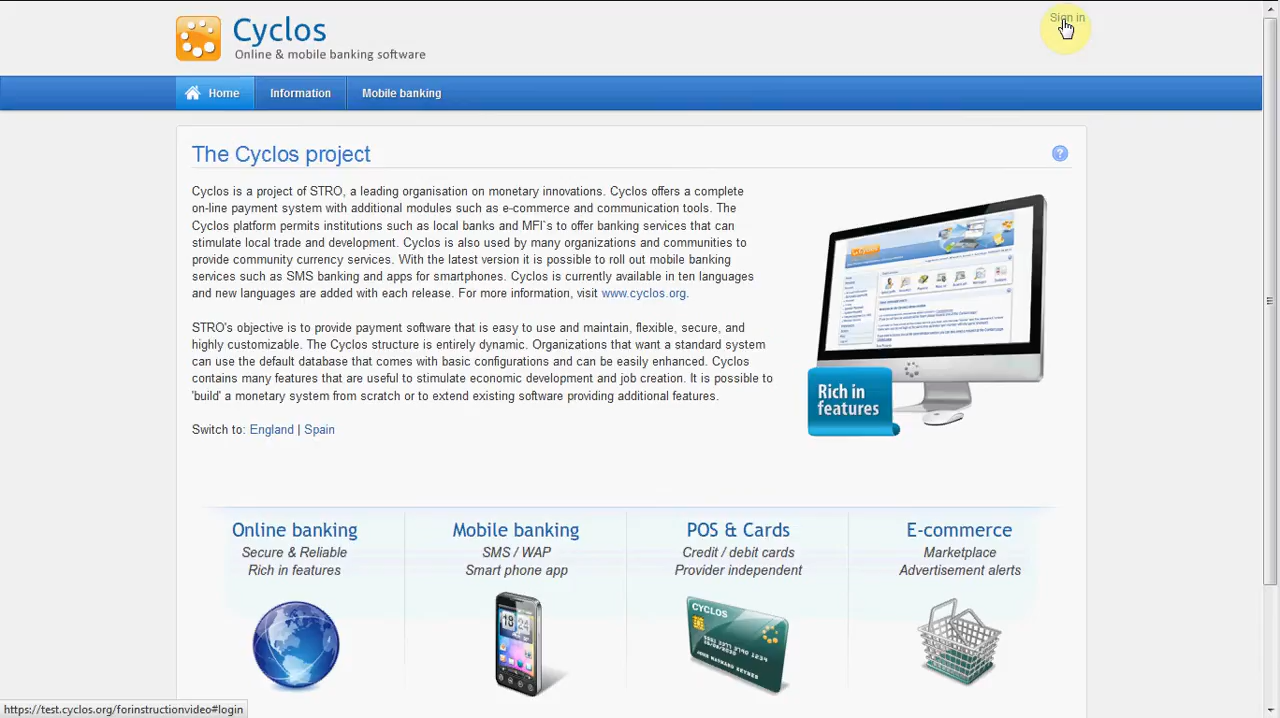 Cyclos
Online & mobile banking software
Sign in
Home
Information
Mobile banking
The Cyclos project
?
Cyclos is a project of STRO, a leading organisation on monetary innovations. Cyclos offers a complete
on-line payment system with additional modules such as e-commerce and communication tools. The
Cyclos platform permits institutions such as local banks and MFI's to offer banking services that can
stimulate local trade and development. Cyclos is also used by many organizations and communities to
provide community currency services. With the latest version it is possible to roll out mobile banking
services such as SMS banking and apps for smartphones. Cyclos is currently available in ten languages
and new languages are added with each release. For more information, visit www.cyclos.org.
STROs objectives is to provide payment software that is easy to use and maintain, flexible, secure, and
highly customizable. The Cyclos structure is entirely dynamic. Organizations that want a standard system
can use the default database that comes with basic configurations and can be easily enhanced. Cyclos
contains many features that are useful to stimulate economic development and job creation. It is possible to
'build' a monetary system from scratch or to extend existing software providing additional features.
Switch to: England | Spain
Rich in
features
Online banking
Secure & Reliable
Rich in features
Mobile banking
SMS / WAP
Smart phone app
POS & Cards
Credit / debit cards
Provider independent
E-commerce
Marketplace
Advertisement alerts
CYCLOS
https://test.cyclos.org/forinstructionvideo#login